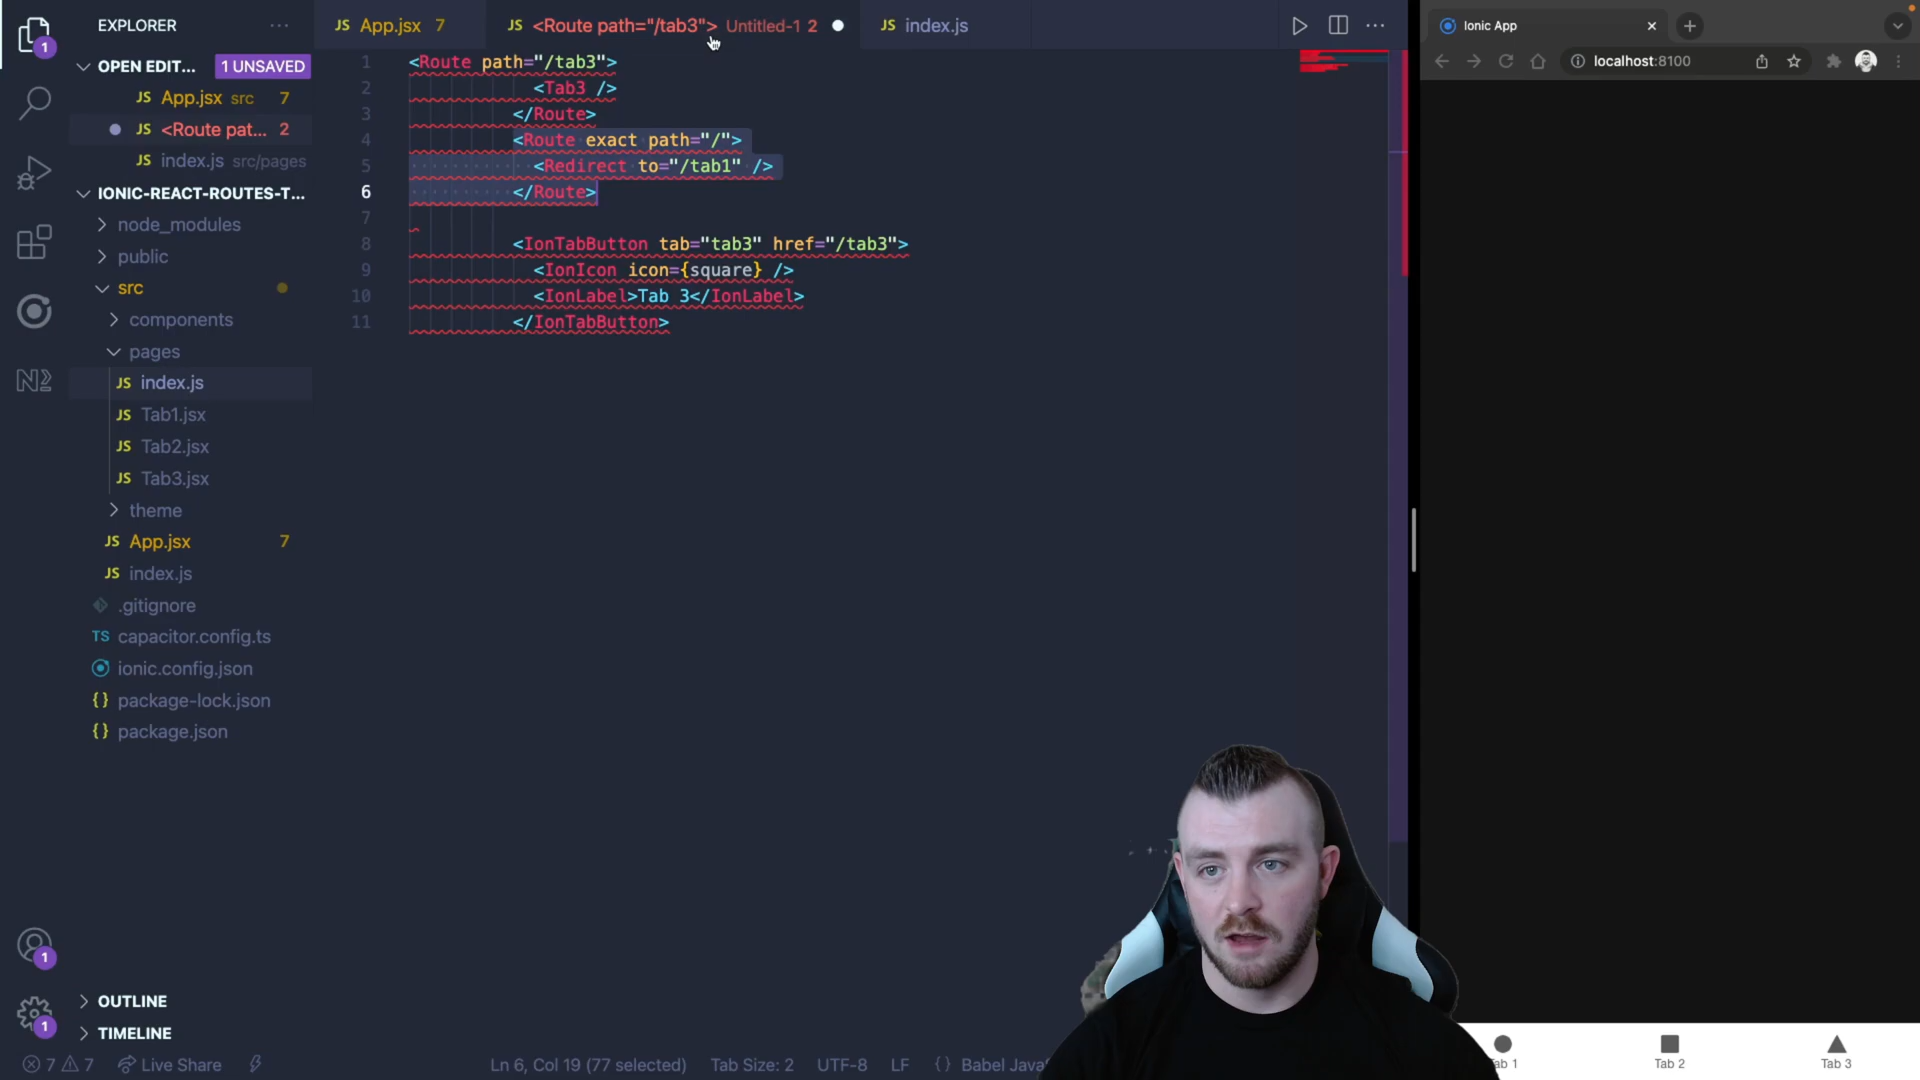 EXPLORER
OPEN EDIT... 1 UNSAVED
JS App.jsx src 7
JS <Route pat... 2
JS index.js src/pages
IONIC-REACT-ROUTES-T...
node_modules
public
src
components
pages
JS index.js
JS Tab1.jsx
JS Tab2.jsx
JS Tab3.jsx
theme
JS App.jsx 7
JS index.js
.gitignore
TS capacitor.config.ts
ionic.config.json
{} package-lock.json
{} package.json
OUTLINE
TIMELINE
1
1
1
JS App.jsx 7
JS <Route path="/tab3"> Untitled-1 2
JS index.js
1 <Route path="/tab3">
2 <Tab3 />
3 </Route>
4 <Route exact path="/">
5 <Redirect to="/tab1" />
6 </Route>
7
8 <IonTabButton tab="tab3" href="/tab3">
9 <IonIcon icon={square} />
10 <IonLabel>Tab 3</IonLabel>
11 </IonTabButton>
7 7 Live Share
Ln 6, Col 19 (77 selected) Tab Size: 2 UTF-8 LF {} Babel Java
Ionic App
localhost:8100
ab 1
Tab 2
Tab 3